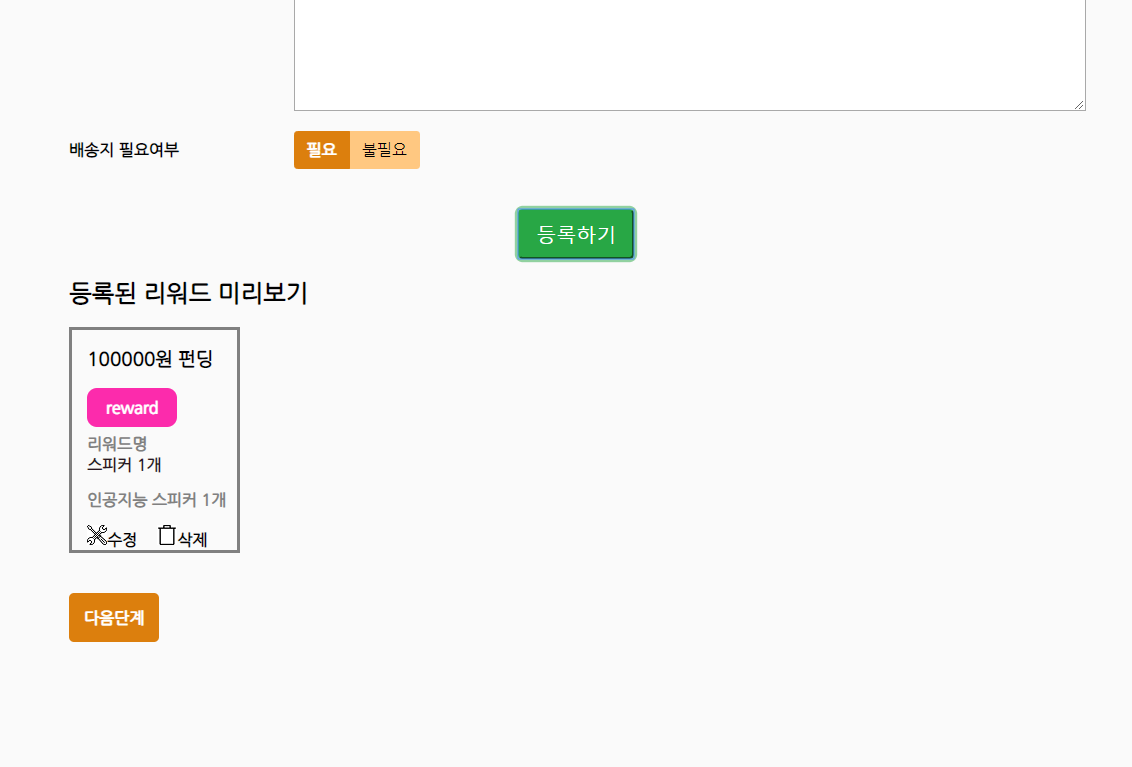 배송지 필요여부 필요 불필요
등록하기
등록된 리워드 미리보기
100000원 펀딩
reward
리워드명
스피커 1개
인공지능 스피커 1개
수정 삭제
다음단계